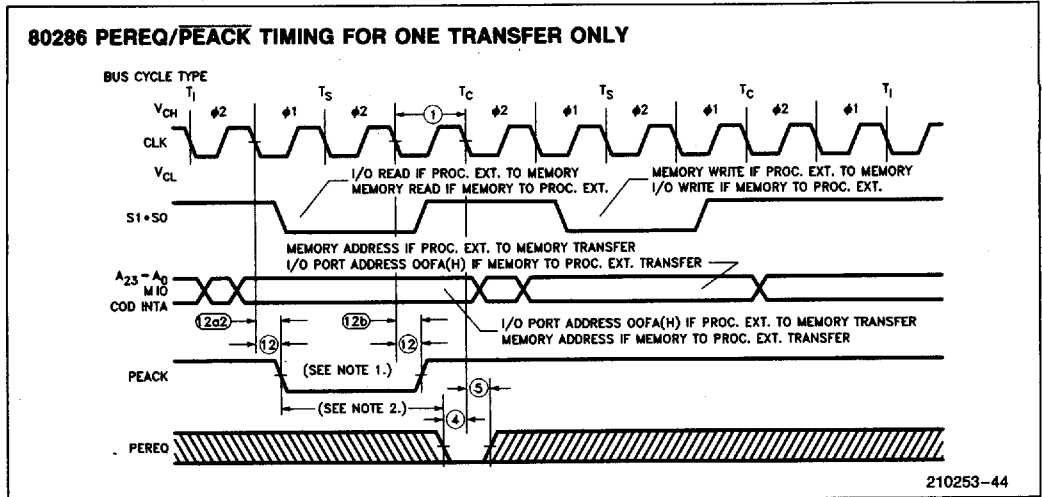 80286 PEREQ/PEACK TIMING FOR ONE TRANSFER ONLY
BUS CYCLE TYPE
TI TS TC TS TC TI
VCH φ2 φ1 φ2 1 φ2 φ1 φ2 φ1 φ2 φ1
CLK
VCL
I/O READ IF PROC. EXT. TO MEMORY
MEMORY READ IF MEMORY TO PROC. EXT.
MEMORY WRITE IF PROC. EXT. TO MEMORY
I/O WRITE IF MEMORY TO PROC. EXT.
S1•S0
MEMORY ADDRESS IF PROC. EXT. TO MEMORY TRANSFER
I/O PORT ADDRESS OOFA(H) IF MEMORY TO PROC. EXT. TRANSFER
A23–A0
MIO
COD INTA
I/O PORT ADDRESS OOFA(H) IF PROC. EXT. TO MEMORY TRANSFER
MEMORY ADDRESS IF MEMORY TO PROC. EXT. TRANSFER
12a2 12b
12 12
PEACK
(SEE NOTE 1.)
5
(SEE NOTE 2.) 4
PEREQ
210253–44